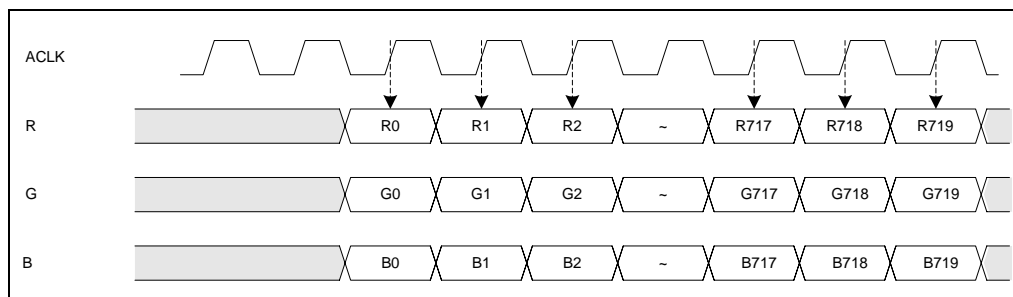 ACLK
R R0 R1 R2 ~ R717 R718 R719
G G0 G1 G2 ~ G717 G718 G719
B B0 B1 B2 ~ B717 B718 B719